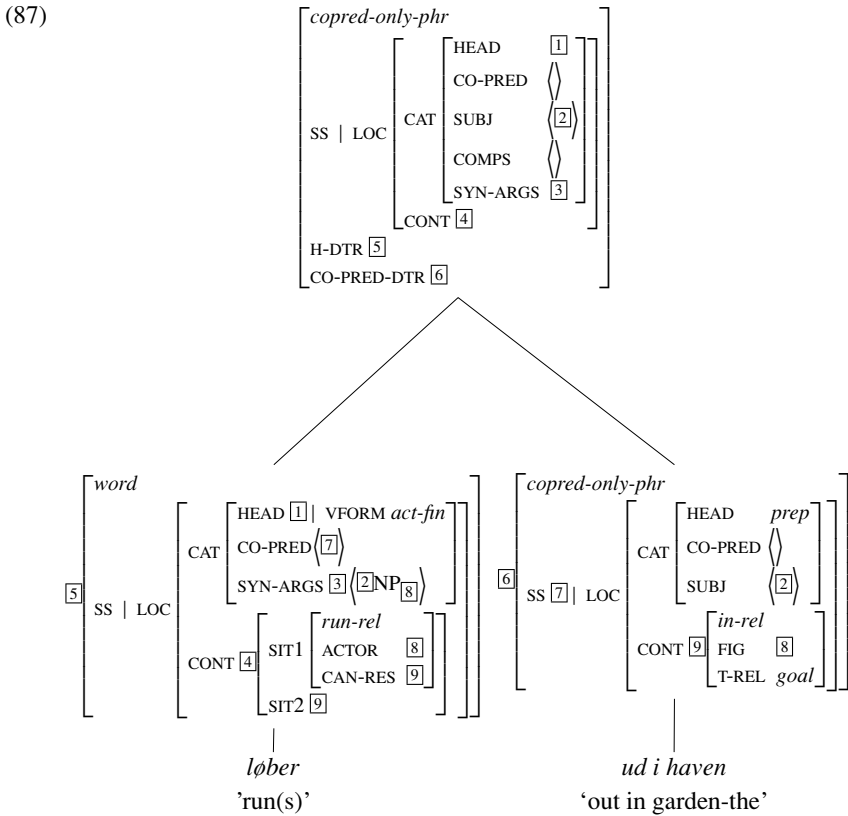 (87)
copred-only-phr
HEAD 1
CO-PRED ⟨⟩
SS | LOC CAT SUBJ ⟨2⟩
COMPS ⟨⟩
SYN-ARGS 3
CONT 4
H-DTR 5
CO-PRED-DTR 6
word
HEAD 1 | VFORM act-fin
CAT CO-PRED ⟨7⟩
SYN-ARGS 3 ⟨2NP8⟩
5 SS | LOC
run-rel
CONT 4 SIT1 ACTOR 8
CAN-RES 9
SIT2 9
løber
'run(s)'
copred-only-phr
HEAD prep
CAT CO-PRED ⟨⟩
SUBJ ⟨2⟩
6 SS 7 | LOC
in-rel
CONT 9 FIG 8
T-REL goal
ud i haven
‘out in garden-the’